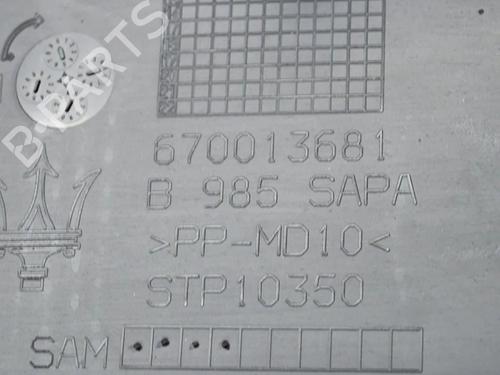 B-PARTS
670013681
B 985 SAPA
>PP-MD10<
STP10350
SAM